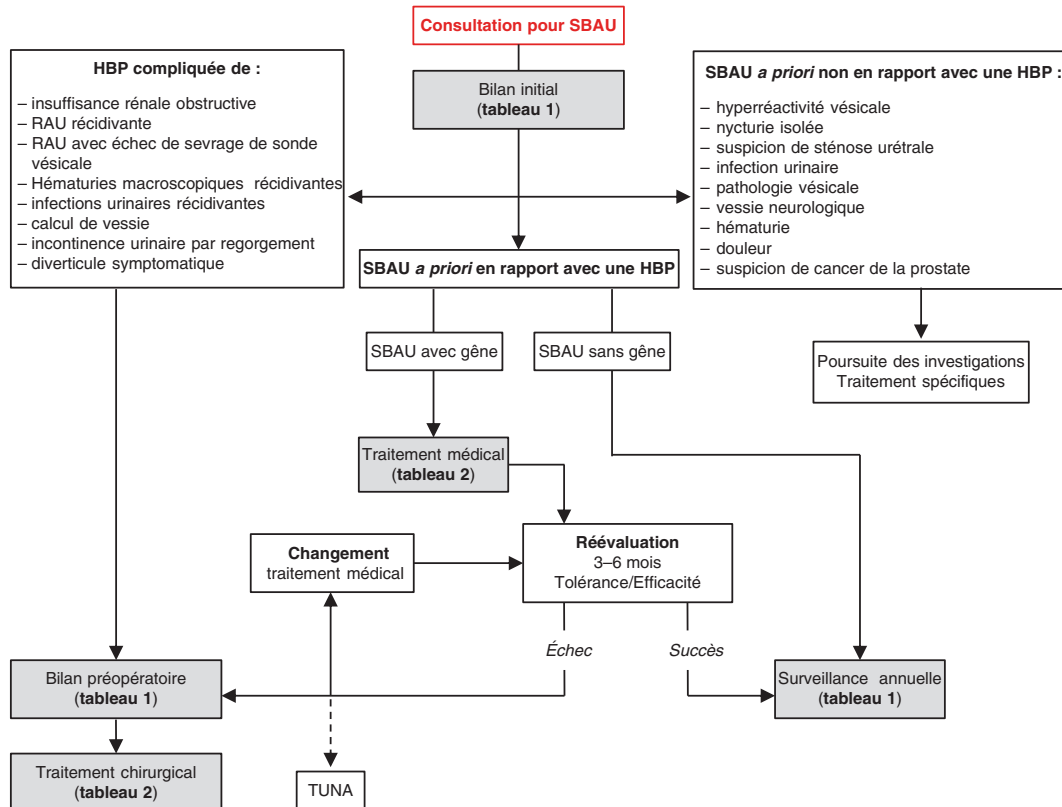 Consultation pour SBAU
HBP compliquée de :
– insuffisance rénale obstructive
– RAU récidivante
– RAU avec échec de sevrage de sonde
vésicale
– Hématuries macroscopiques récidivantes
– infections urinaires récidivantes
– calcul de vessie
– incontinence urinaire par regorgement
– diverticule symptomatique
Bilan initial
(tableau 1)
SBAU a priori non en rapport avec une HBP :
– hyperréactivité vésicale
– nycturie isolée
– suspicion de sténose urétrale
– infection urinaire
– pathologie vésicale
– vessie neurologique
– hématurie
– douleur
– suspicion de cancer de la prostate
SBAU a priori en rapport avec une HBP
SBAU avec gêne
SBAU sans gêne
Poursuite des investigations
Traitement spécifiques
Traitement médical
(tableau 2)
Changement
traitement médical
Réévaluation
3–6 mois
Tolérance/Efficacité
Échec
Succès
Bilan préopératoire
(tableau 1)
Surveillance annuelle
(tableau 1)
Traitement chirurgical
(tableau 2)
TUNA